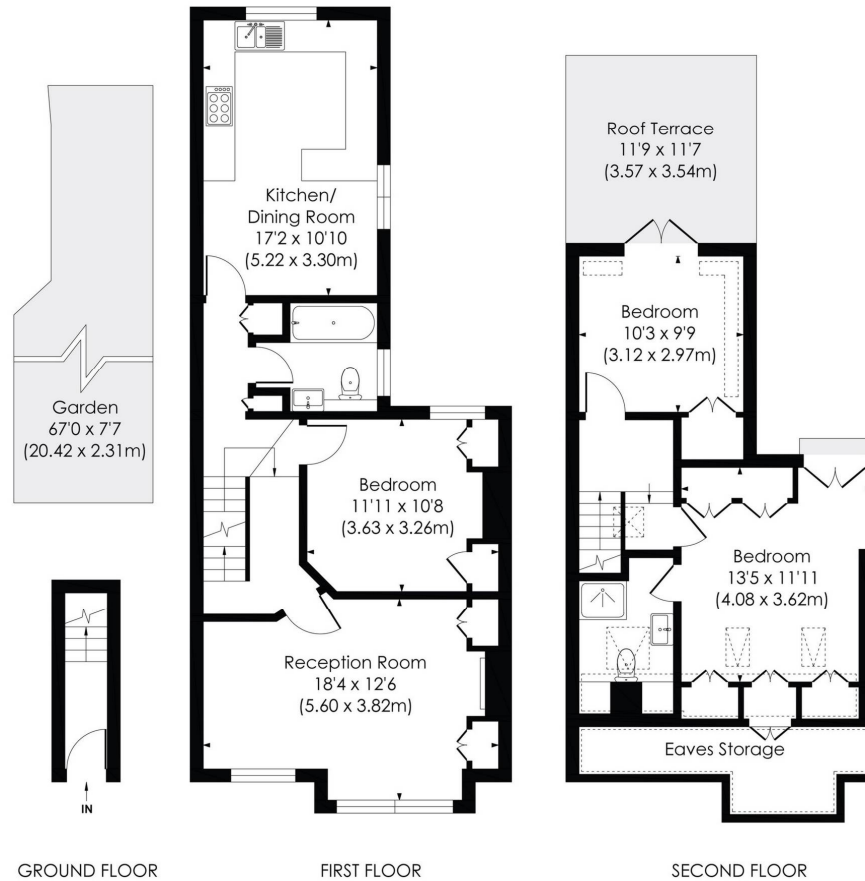 Kitchen/
Dining Room
17'2 x 10'10
(5.22 x 3.30m)
Roof Terrace
11'9 x 11'7
(3.57 x 3.54m)
Bedroom
10'3 x 9'9
(3.12 x 2.97m)
Garden
67'0 x 7'7
(20.42 x 2.31m)
Bedroom
11'11 x 10'8
(3.63 x 3.26m)
Bedroom
13'5 x 11'11
(4.08 x 3.62m)
Reception Room
18'4 x 12'6
(5.60 x 3.82m)
Eaves Storage
IN
GROUND FLOOR
FIRST FLOOR
SECOND FLOOR